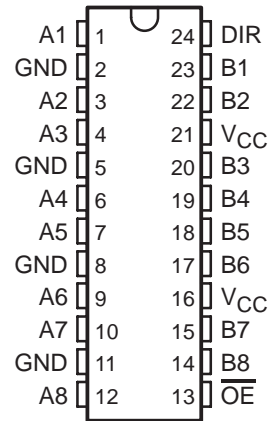 A1 1 24 DIR
GND 2 23 B1
A2 3 22 B2
A3 4 21 VCC
GND 5 20 B3
A4 6 19 B4
A5 7 18 B5
GND 8 17 B6
A6 9 16 VCC
A7 10 15 B7
GND 11 14 B8
A8 12 13 O̅E̅